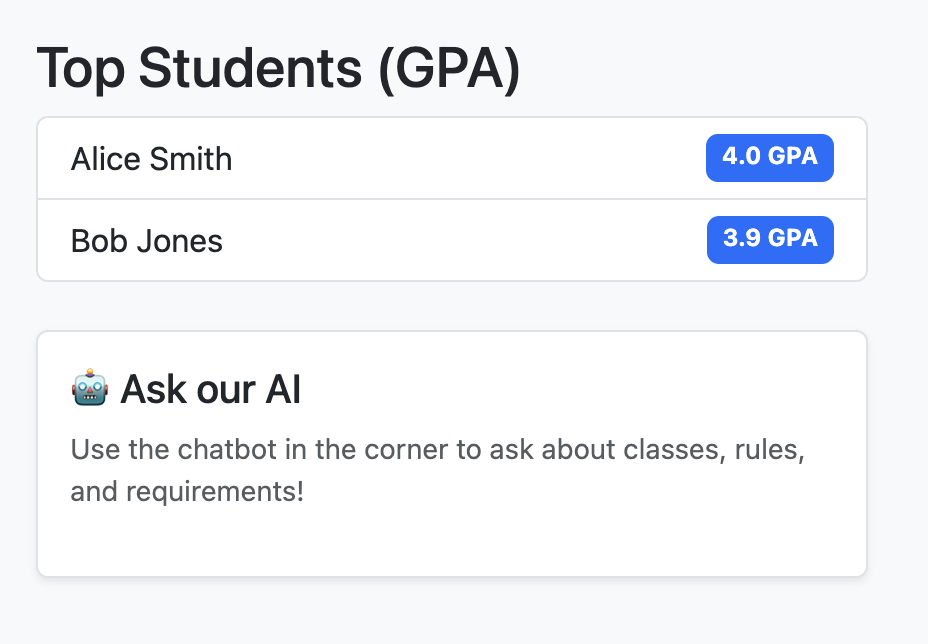 Top Students (GPA)
Alice Smith 4.0 GPA
Bob Jones 3.9 GPA
🤖 Ask our AI
Use the chatbot in the corner to ask about classes, rules,
and requirements!